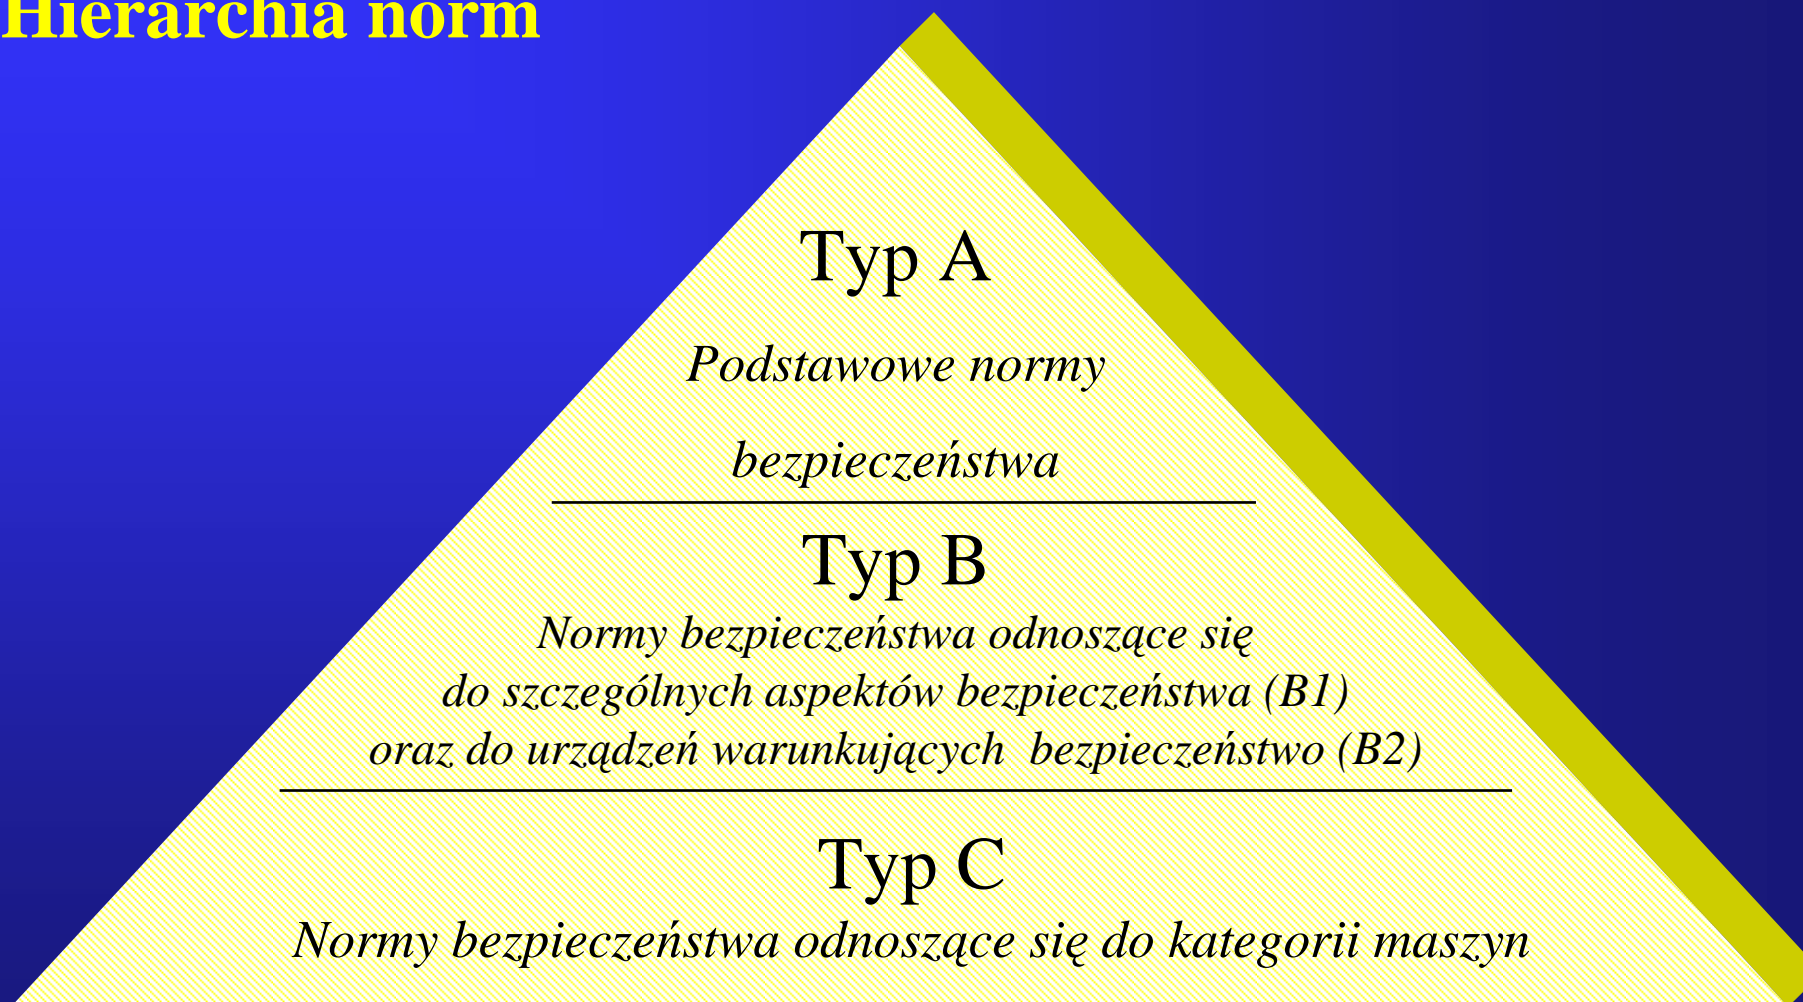 Hierarchia norm
Typ A
Podstawowe normy
bezpieczeństwa
Typ B
Normy bezpieczeństwa odnoszące się
do szczególnych aspektów bezpieczeństwa (B1)
oraz do urządzeń warunkujących bezpieczeństwo (B2)
Typ C
Normy bezpieczeństwa odnoszące się do kategorii maszyn